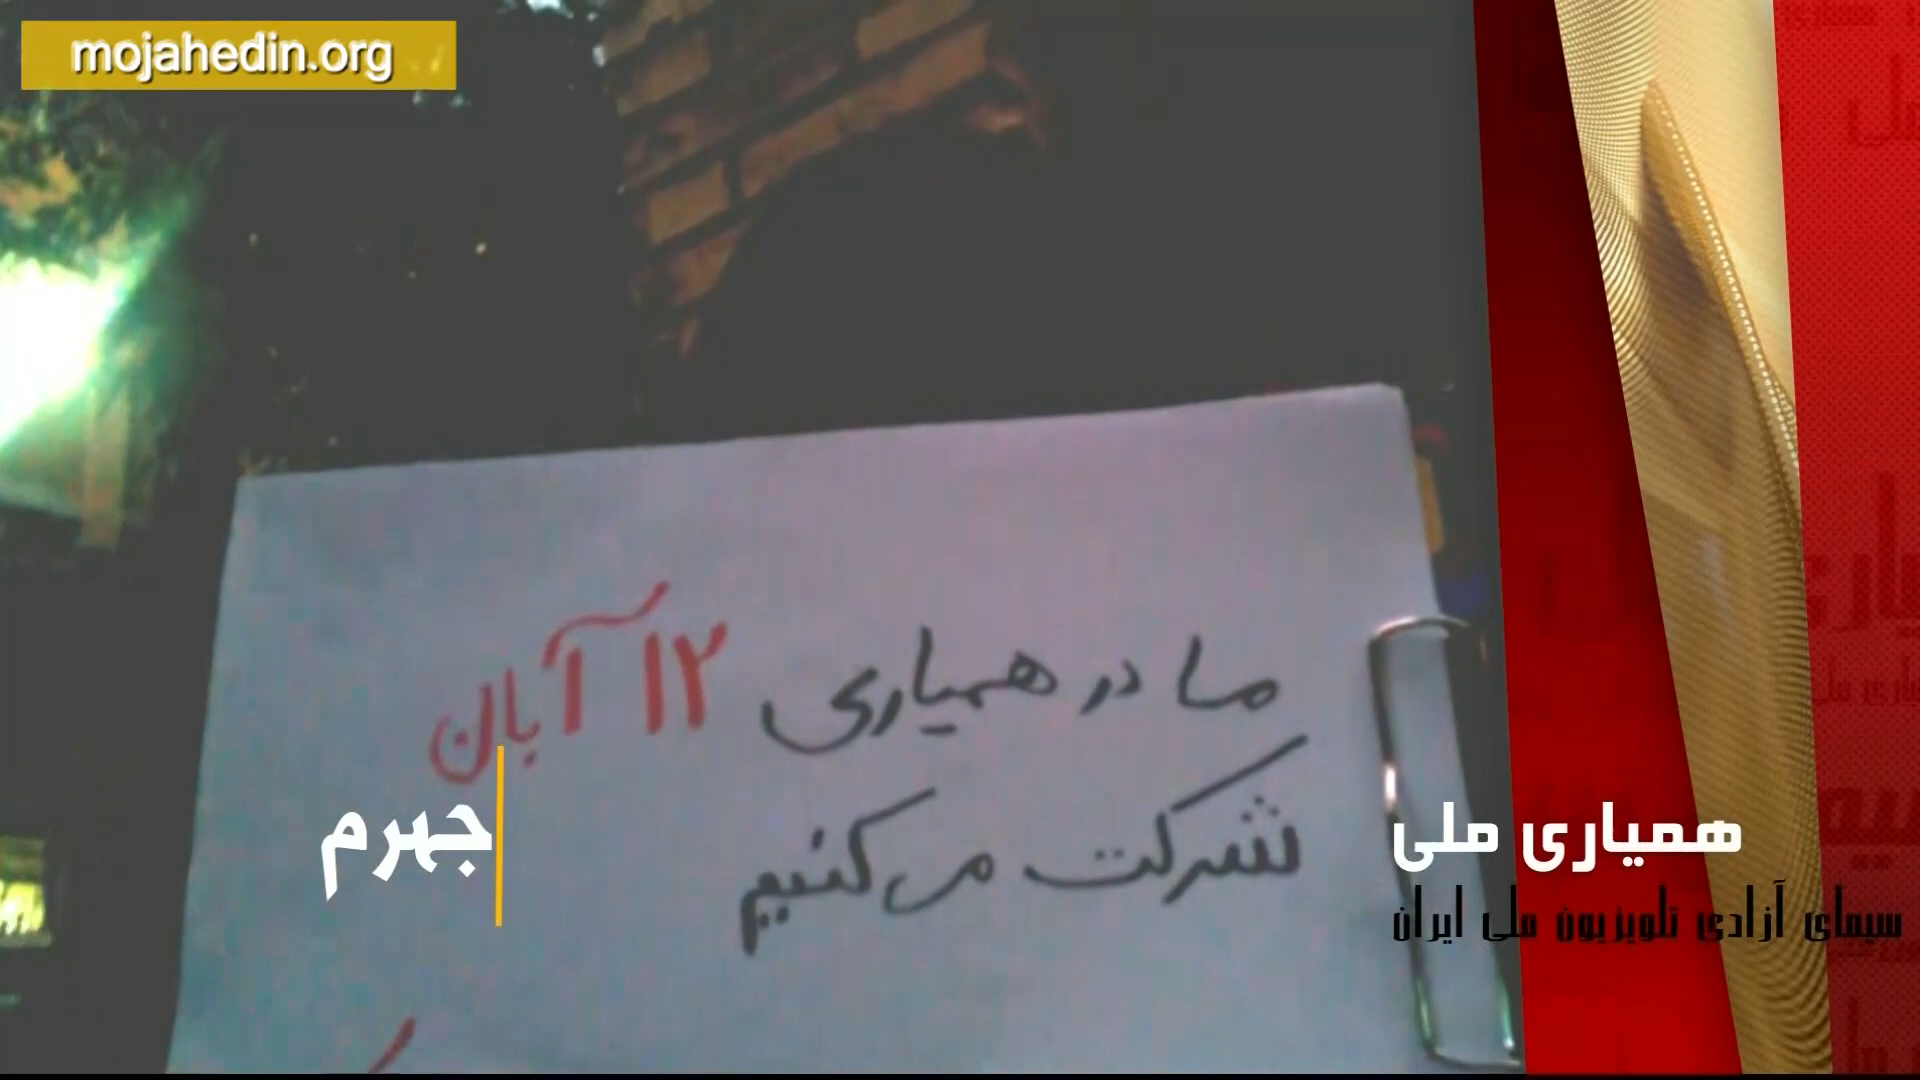 mojahedin.org
ما در همیاری ۱۲ آبان
شرکت می کنیم
جهرم
همیاری ملی
سیمای آزادی تلویزیون ملی ایران